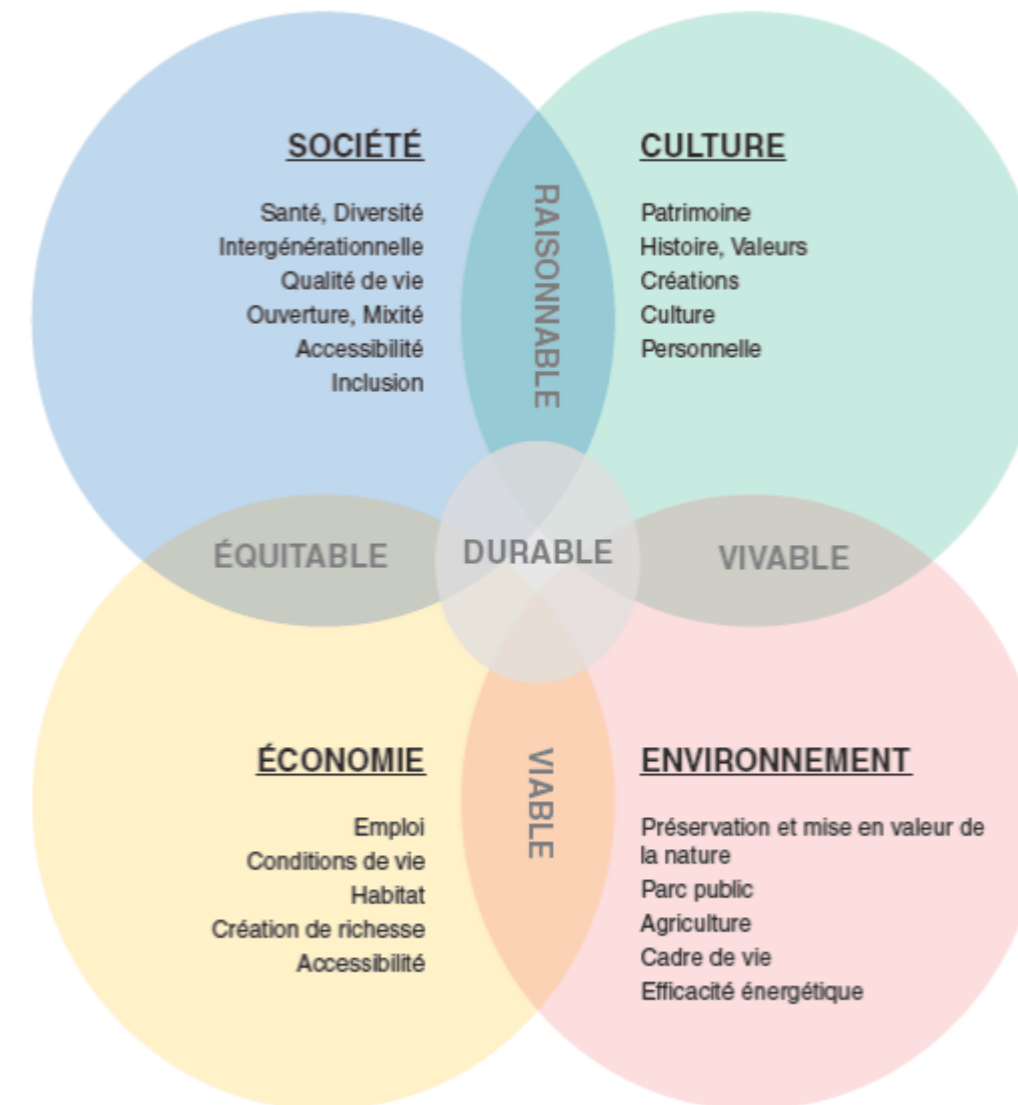 SOCIÉTÉ
Santé, Diversité
Intergénérationnelle
Qualité de vie
Ouverture, Mixité
Accessibilité
Inclusion
RAISONNABLE
CULTURE
Patrimoine
Histoire, Valeurs
Créations
Culture
Personnelle
ÉQUITABLE
DURABLE
VIVABLE
ÉCONOMIE
Emploi
Conditions de vie
Habitat
Création de richesse
Accessibilité
VIABLE
ENVIRONNEMENT
Préservation et mise en valeur de
la nature
Parc public
Agriculture
Cadre de vie
Efficacité énergétique